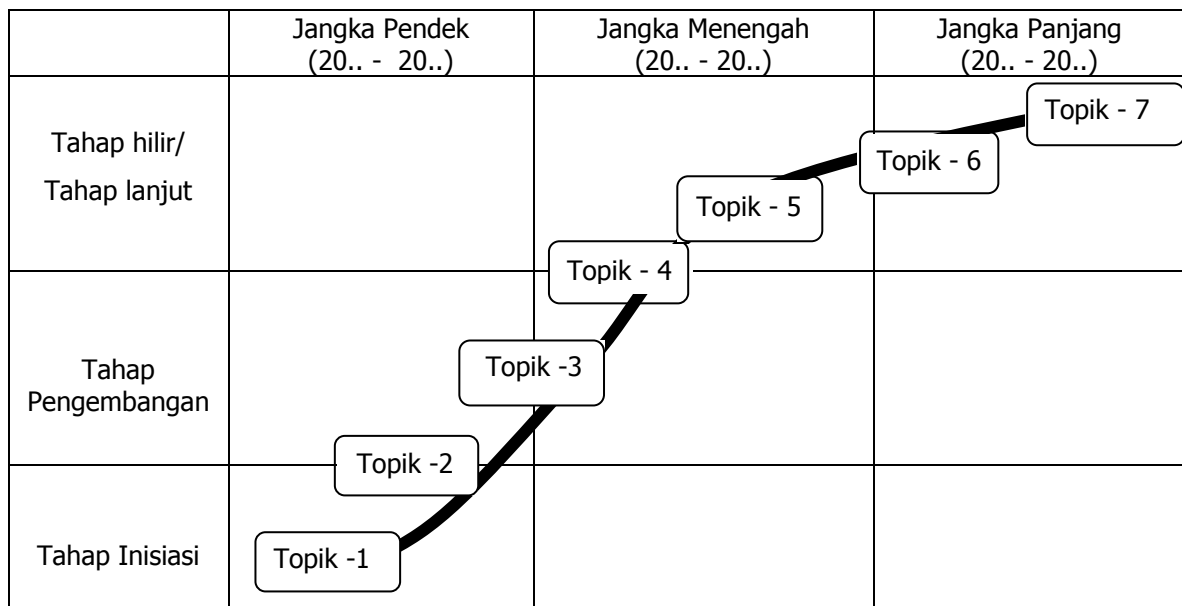 Jangka Pendek
(20.. - 20..)
Jangka Menengah
(20.. - 20..)
Jangka Panjang
(20.. - 20..)
Tahap hilir/
Tahap lanjut
Topik - 7
Topik - 6
Topik - 5
Topik - 4
Tahap
Pengembangan
Topik -3
Topik -2
Tahap Inisiasi
Topik -1